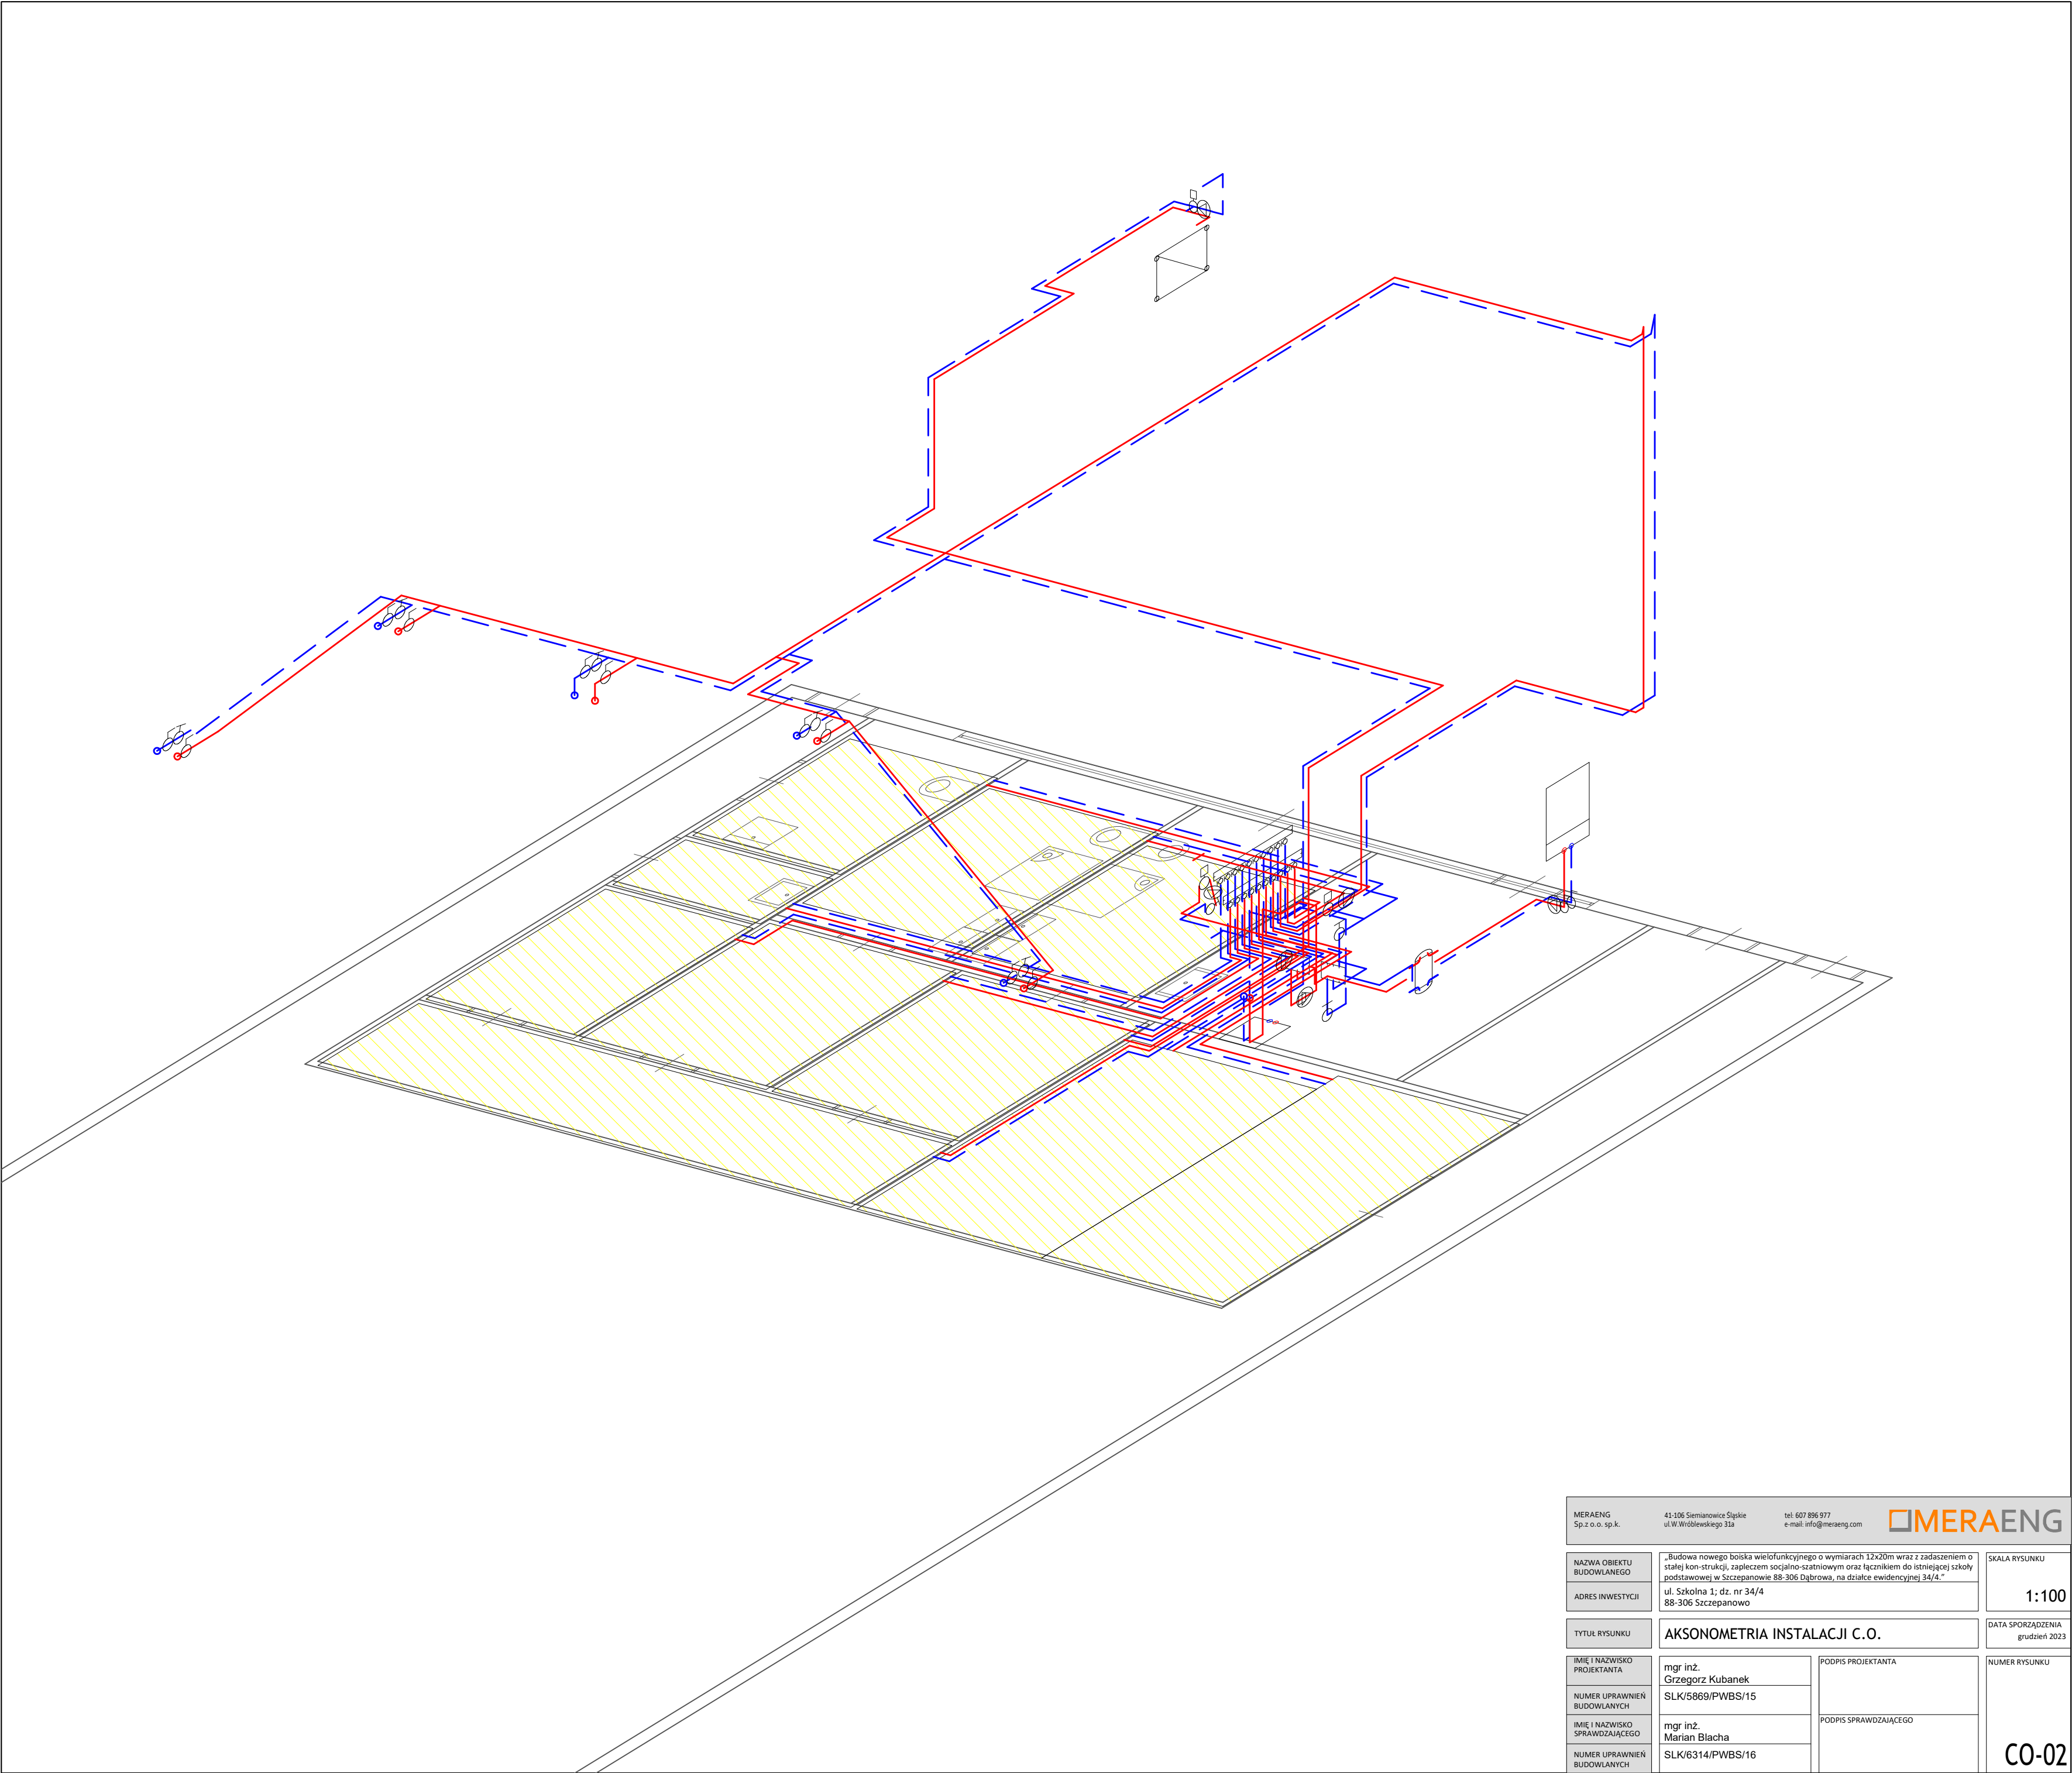 MERAENG
Sp.z o.o. sp.k.
41-106 Siemianowice Śląskie
ul.W.Wróblewskiego 31a
tel: 607 896 977
e-mail: info@meraeng.com
MERAENG
NAZWA OBIEKTU
BUDOWLANEGO
„Budowa nowego boiska wielofunkcyjnego o wymiarach 12x20m wraz z zadaszeniem o
stałej kon-strukcji, zapleczem socjalno-szatniowym oraz łącznikiem do istniejącej szkoły
podstawowej w Szczepanowie 88-306 Dąbrowa, na działce ewidencyjnej 34/4.”
SKALA RYSUNKU
1:100
ADRES INWESTYCJI
ul. Szkolna 1; dz. nr 34/4
88-306 Szczepanowo
TYTUŁ RYSUNKU
AKSONOMETRIA INSTALACJI C.O.
DATA SPORZĄDZENIA
grudzień 2023
IMIĘ I NAZWISKO
PROJEKTANTA
mgr inż.
Grzegorz Kubanek
PODPIS PROJEKTANTA
NUMER RYSUNKU
NUMER UPRAWNIEŃ
BUDOWLANYCH
SLK/5869/PWBS/15
IMIĘ I NAZWISKO
SPRAWDZAJĄCEGO
mgr inż.
Marian Blacha
PODPIS SPRAWDZAJĄCEGO
NUMER UPRAWNIEŃ
BUDOWLANYCH
SLK/6314/PWBS/16
CO-02